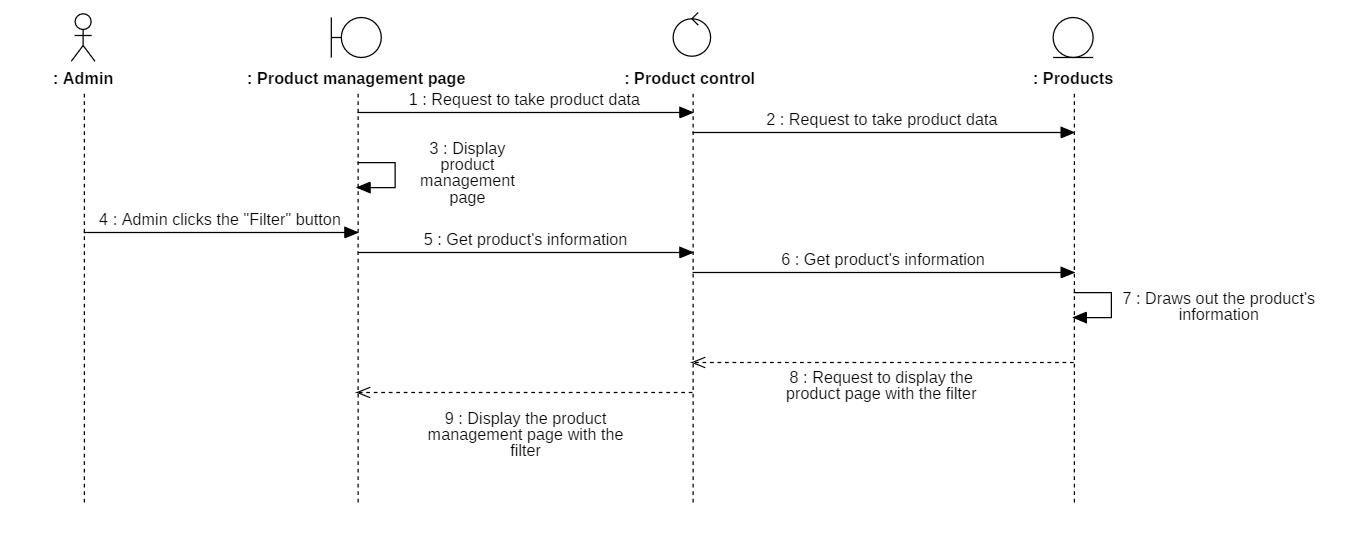 : Admin
: Product management page
: Product control
: Products
1 : Request to take product data
2 : Request to take product data
3 : Display
product
management
page
4 : Admin clicks the "Filter" button
5 : Get product's information
6 : Get product's information
7 : Draws out the product's
information
8 : Request to display the
product page with the filter
9 : Display the product
management page with the
filter